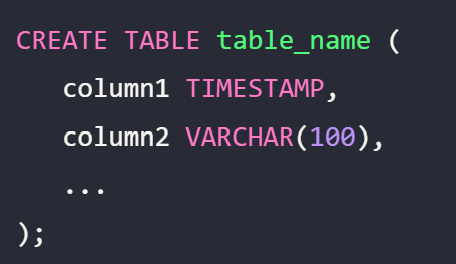 CREATE TABLE table_name (
column1 TIMESTAMP,
column2 VARCHAR(100),
...
);